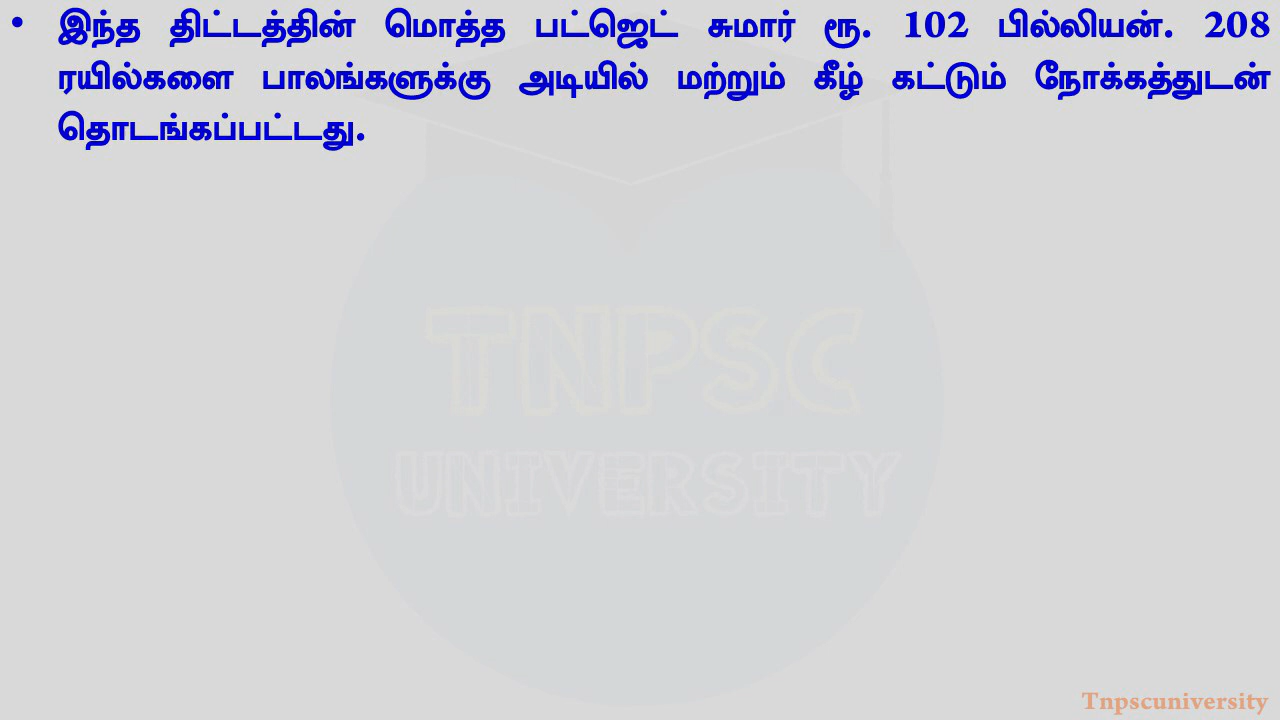 • இந்த திட்டத்தின் மொத்த பட்ஜெட் சுமார் ரூ. 102 பில்லியன். 208
ரயில்களை பாலங்களுக்கு அடியில் மற்றும் கீழ் கட்டும் நோக்கத்துடன்
தொடங்கப்பட்டது.
TNPSC
UNIVERSITY
Tnpscuniversity